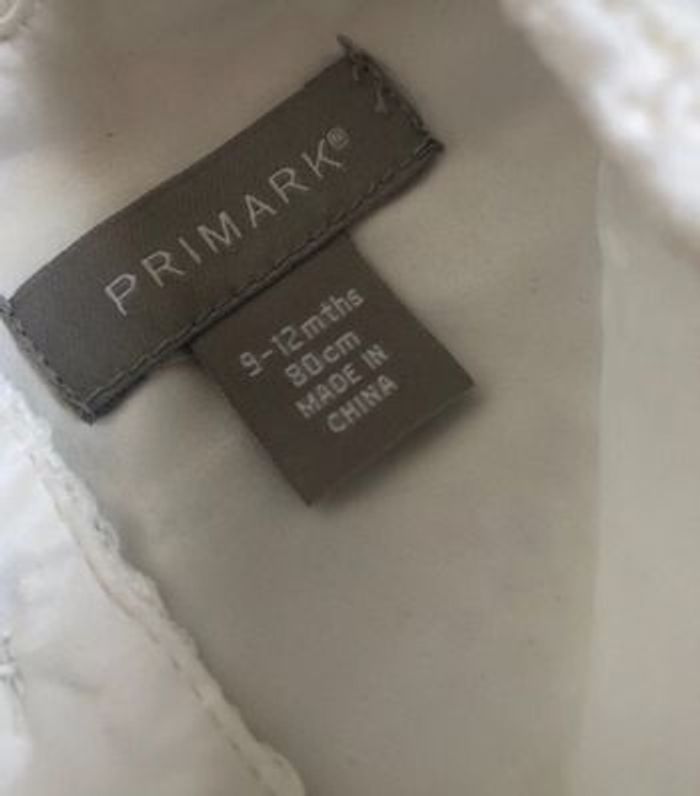 PRIMARK®
9-12mths
80cm
MADE IN
CHINA